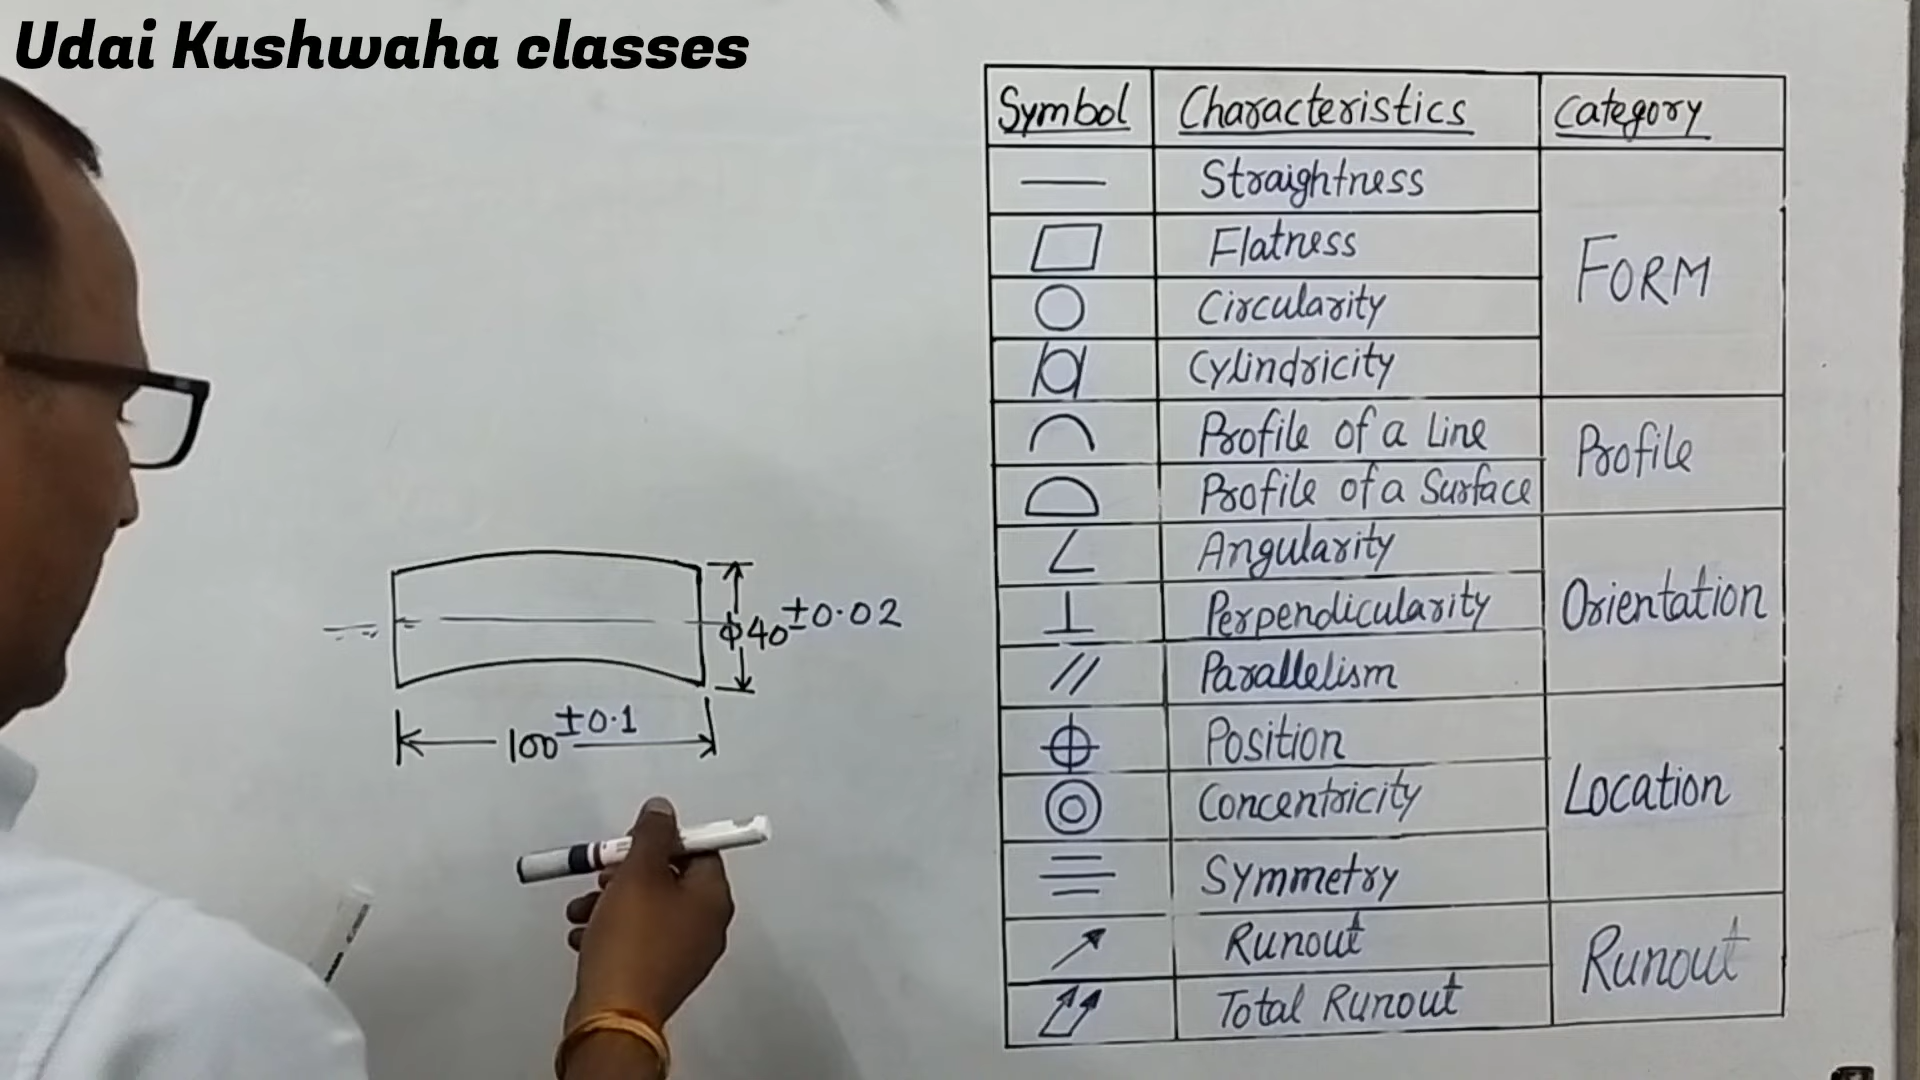 Udai Kushwaha classes
Symbol Characteristics Category
Straightness
Flatness
Circularity
Cylindricity
FORM
Profile of a Line
Profile of a Surface
Profile
Angularity
Perpendicularity
Parallelism
Orientation
Position
Concentricity
Symmetry
Location
Runout
Total Runout
Runout
ϕ40±0.02
100±0.1